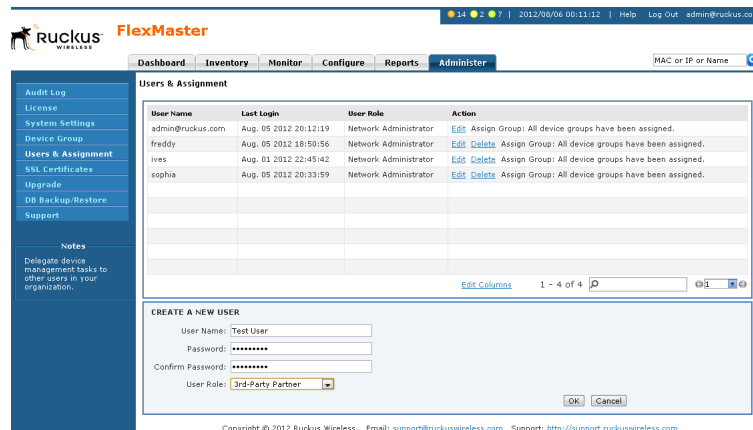 14 2 7 | 2012/08/06 00:11:12 | Help Log Out admin@ruckus.co
Ruckus WIRELESS
FlexMaster
Dashboard Inventory Monitor Configure Reports Administer
MAC or IP or Name
Audit Log
License
System Settings
Device Group
Users & Assignment
SSL Certificates
Upgrade
DB Backup/Restore
Support
Notes
Delegate device
management tasks to
other users in your
organization.
Users & Assignment
User Name Last Login User Role Action
admin@ruckus.com Aug. 05 2012 20:12:19 Network Administrator Edit Assign Group: All device groups have been assigned.
freddy Aug. 05 2012 18:50:56 Network Administrator Edit Delete Assign Group: All device groups have been assigned.
ives Aug. 01 2012 22:45:42 Network Administrator Edit Delete Assign Group: All device groups have been assigned.
sophia Aug. 05 2012 20:33:59 Network Administrator Edit Delete Assign Group: All device groups have been assigned.
Edit Columns 1 - 4 of 4 1
CREATE A NEW USER
User Name: Test User
Password: •••••••••
Confirm Password: •••••••••
User Role: 3rd-Party Partner
OK Cancel
Copyright © 2012 Ruckus Wireless Email: support@ruckuswireless.com Support: http://support.ruckuswireless.com